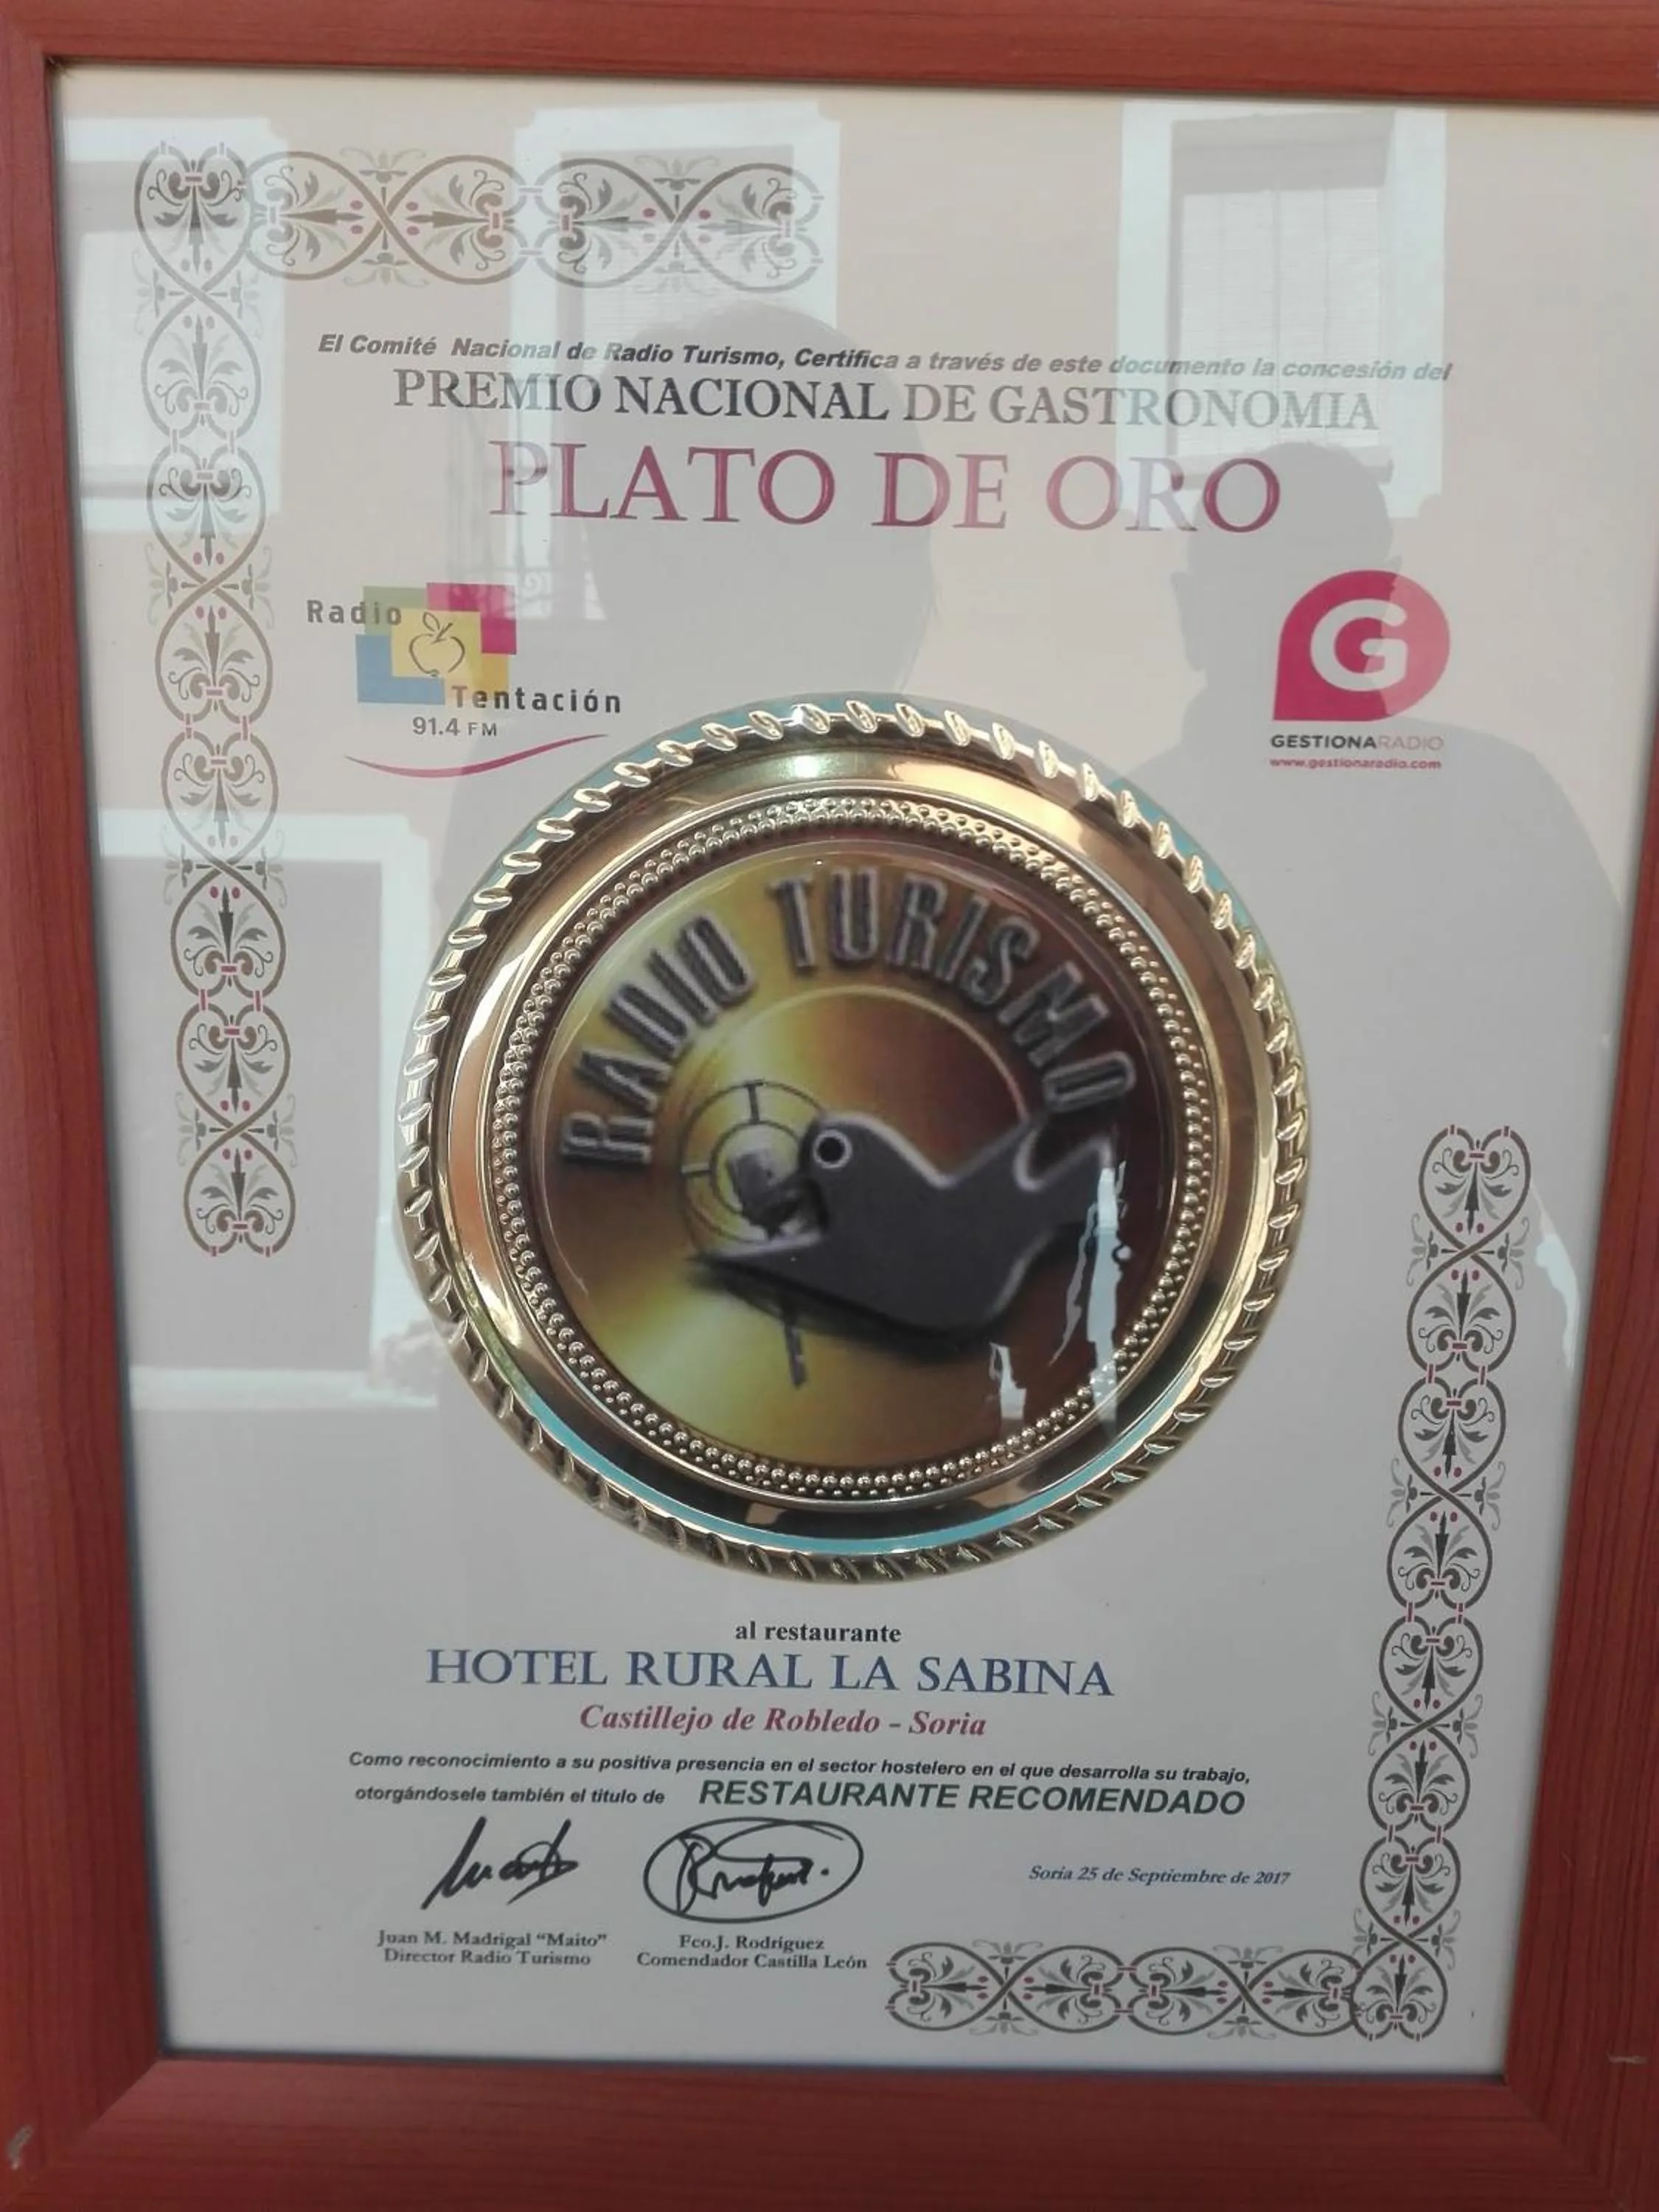 El Comité Nacional de Radio Turismo, Certifica a través de este documento la concesión del
PREMIO NACIONAL DE GASTRONOMIA
PLATO DE ORO
Radio
Tentación
91.4 FM
G
GESTIONARADIO
www.gestionaradio.com
RADIO TURISMO
al restaurante
HOTEL RURAL LA SABINA
Castillejo de Robledo - Soria
Como reconocimiento a su positiva presencia en el sector hostelero en el que desarrolla su trabajo,
otorgándosele también el titulo de RESTAURANTE RECOMENDADO
Soria 25 de Septiembre de 2017
Juan M. Madrigal “Maito”
Director Radio Turismo
Fco.J. Rodriguez
Comendador Castilla León